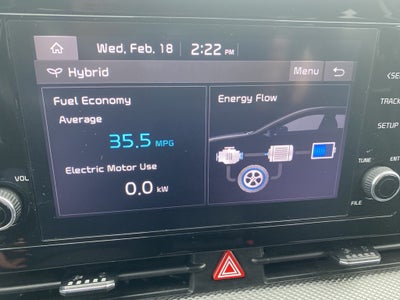 Wed, Feb. 18 2:22 PM
Hybrid Menu
Fuel Economy
Average
35.5 MPG
Electric Motor Use
0.0 kW
Energy Flow
VOL
TRACK
SETUP
TUNE
FILE